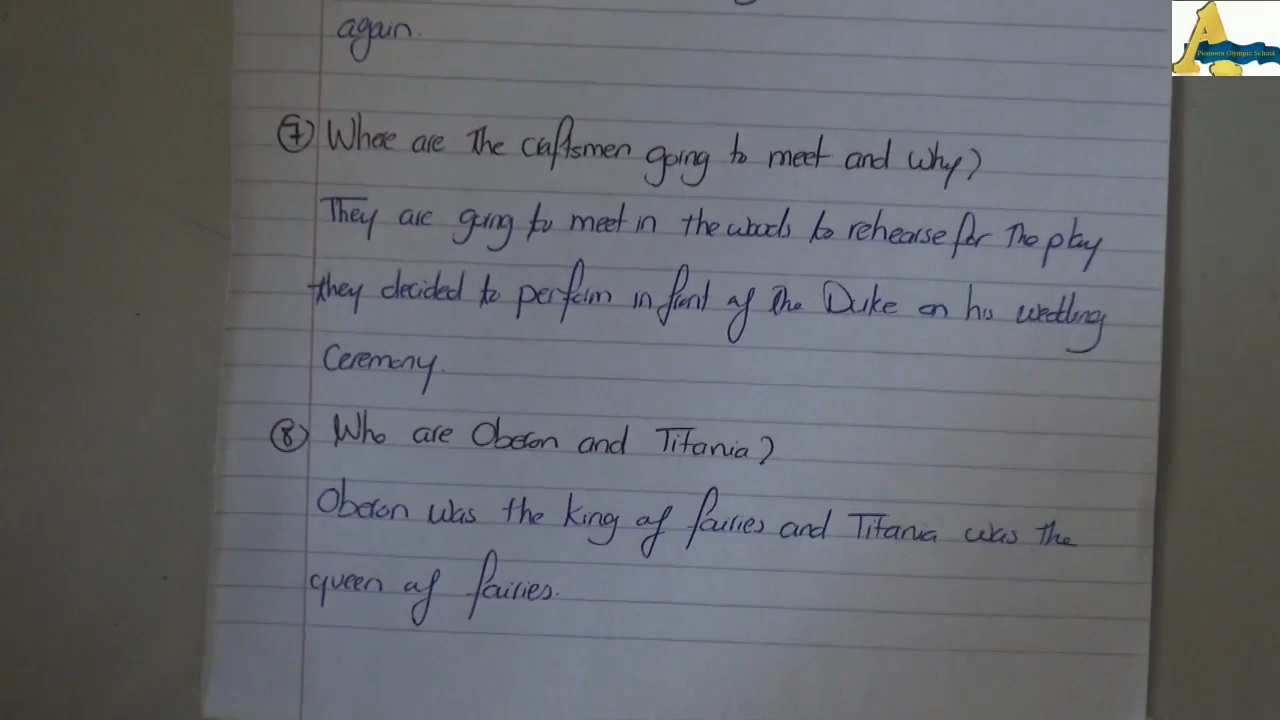 again.
7 Where are the craftsmen going to meet and why?
They are going to meet in the woods to rehearse for the play
they decided to perform in front of the Duke on his wedding
Ceremony.
8 Who are Oberon and Titania?
Oberon was the king of fairies and Titania was the
queen of fairies.
A
Pioneers Olympic School